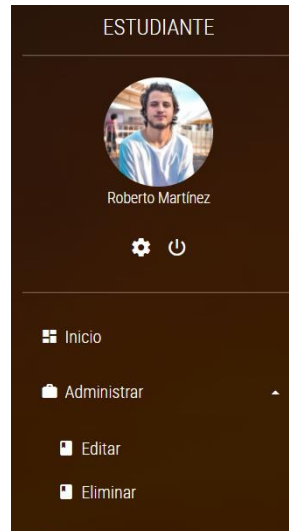 ESTUDIANTE
Roberto Martínez
Inicio
Administrar
Editar
Eliminar